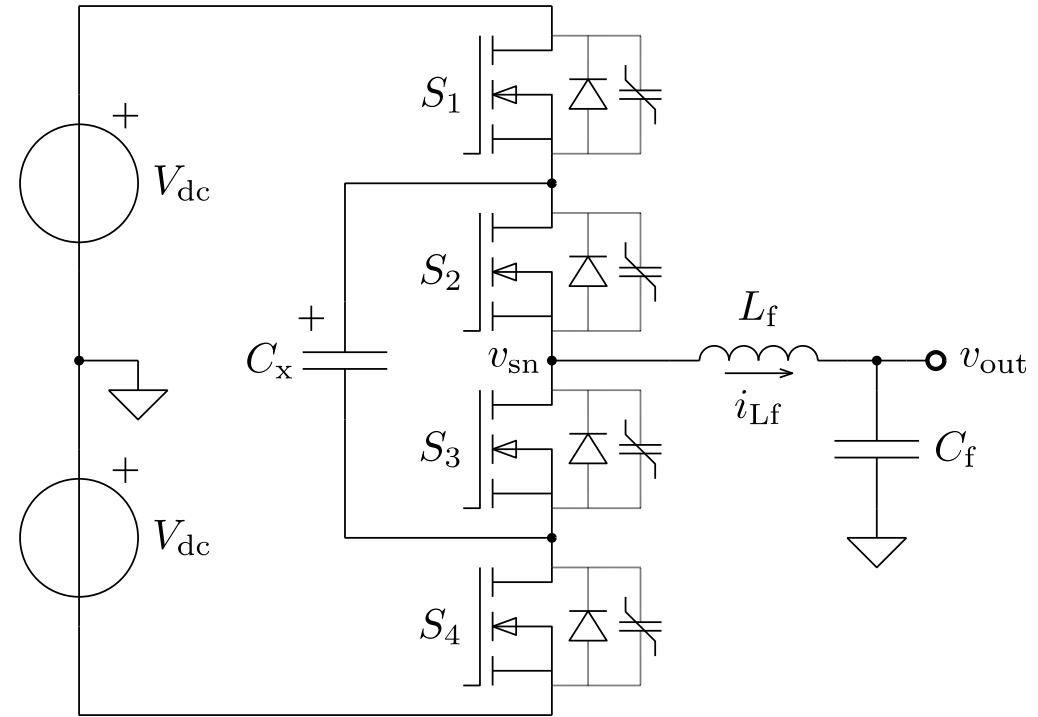 +
S1
Vdc
S2
Lf
+
Cx
vsn
vout
iLf
+
S3
Cf
Vdc
S4